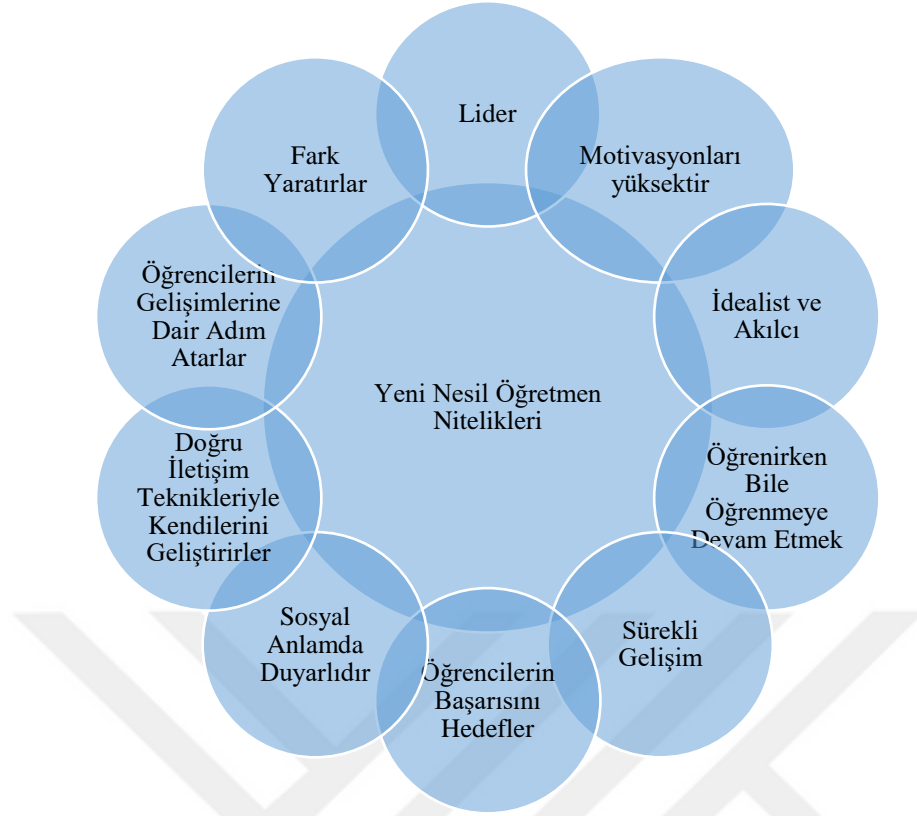 Lider
Motivasyonları
yüksektir
İdealist ve
Akılcı
Öğrenirken
Bile
Öğrenmeye
Devam Etmek
Sürekli
Gelişim
Öğrencilerin
Başarısını
Hedefler
Sosyal
Anlamda
Duyarlıdır
Doğru
İletişim
Teknikleriyle
Kendilerini
Geliştirirler
Öğrencilerin
Gelişimlerine
Dair Adım
Atarlar
Fark
Yaratırlar
Yeni Nesil Öğretmen
Nitelikleri